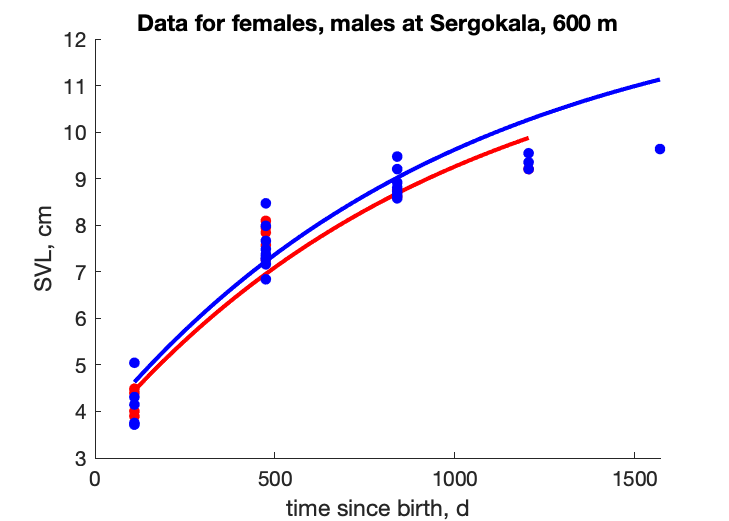 Data for females, males at Sergokala, 600 m
12
11
10
9
8
7
6
5
4
3
SVL, cm
0 500 1000 1500
time since birth, d